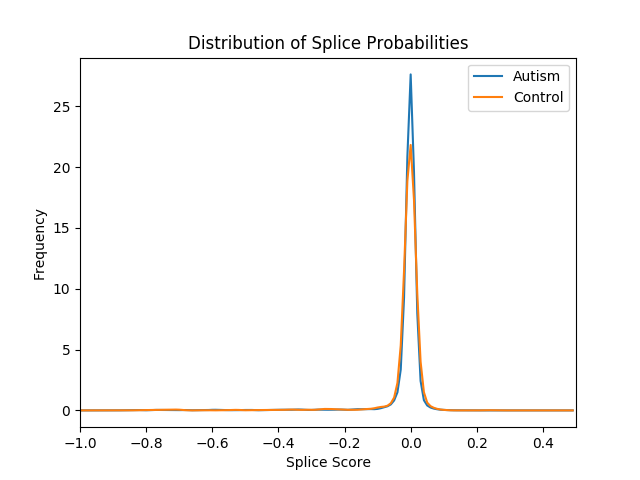 Distribution of Splice Probabilities
Autism
Control
25
20
15
10
5
0
Frequency
−1.0 −0.8 −0.6 −0.4 −0.2 0.0 0.2 0.4
Splice Score